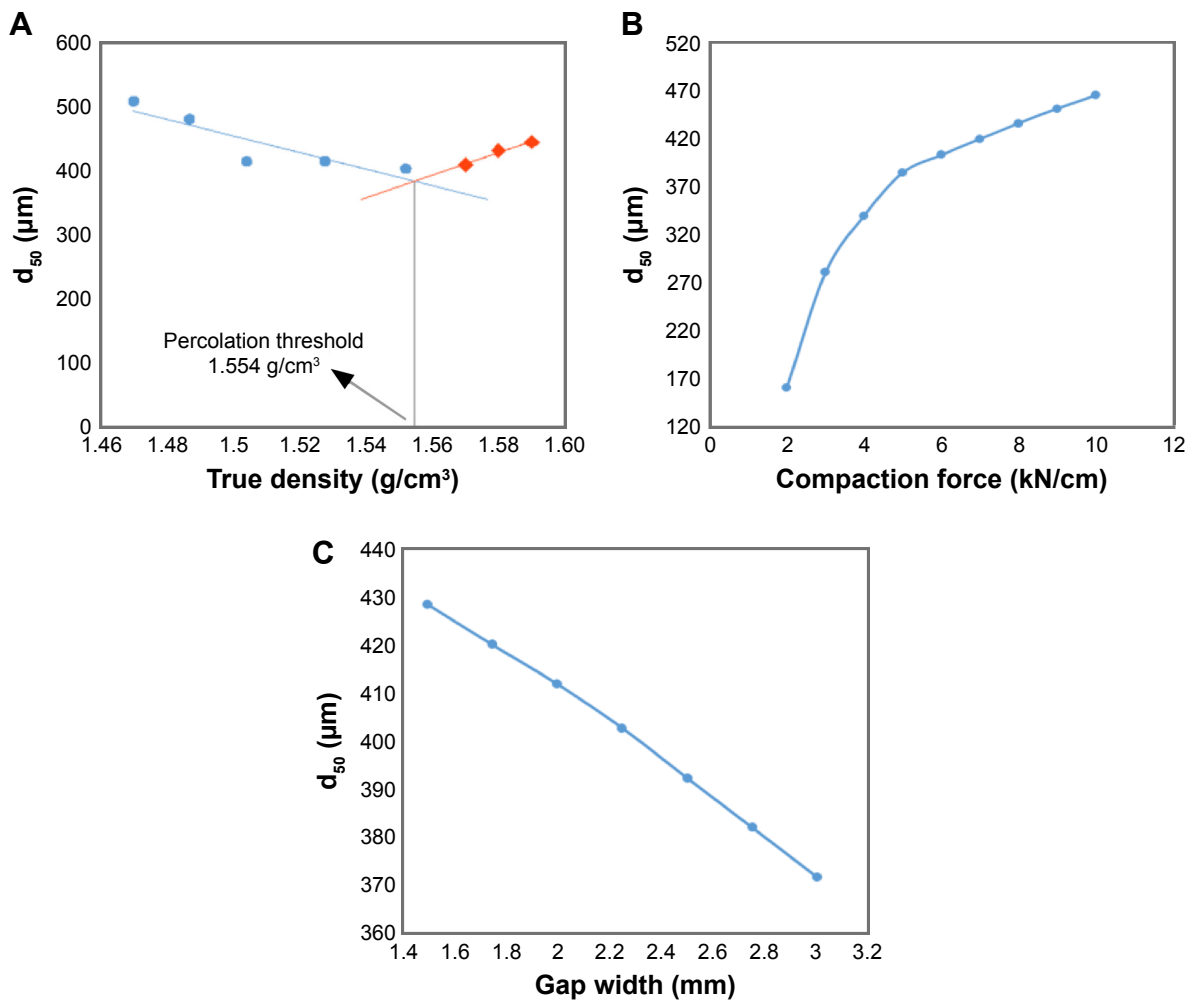 A
600
500
400
300
200
100
0
d50 (µm)
Percolation threshold
1.554 g/cm³
1.46 1.48 1.5 1.52 1.54 1.56 1.58 1.60
True density (g/cm³)
B
520
470
420
370
320
270
220
170
120
d50 (µm)
0 2 4 6 8 10 12
Compaction force (kN/cm)
C
440
430
420
410
400
390
380
370
360
d50 (µm)
1.4 1.6 1.8 2 2.2 2.4 2.6 2.8 3 3.2
Gap width (mm)